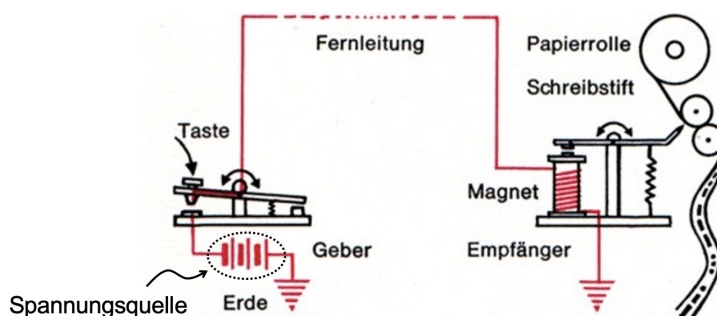 Fernleitung
Papierrolle
Schreibstift
Taste
Magnet
Geber
Empfänger
Spannungsquelle
Erde